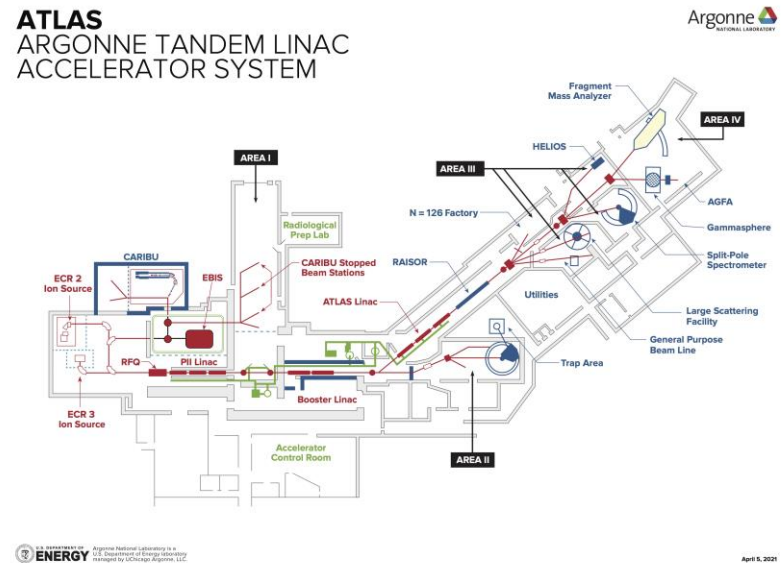 ATLAS
ARGONNE TANDEM LINAC
ACCELERATOR SYSTEM
Argonne
NATIONAL LABORATORY
Fragment
Mass Analyzer
AREA IV
HELIOS
AREA I
AREA III
AGFA
N = 126 Factory
Gammasphere
Radiological
Prep Lab
CARIBU
CARIBU Stopped
Beam Stations
RAISOR
Split-Pole
Spectrometer
ECR 2
Ion Source
EBIS
ATLAS Linac
Utilities
Large Scattering
Facility
General Purpose
Beam Line
RFQ
PII Linac
Trap Area
Booster Linac
ECR 3
Ion Source
Accelerator
Control Room
AREA II
U.S. DEPARTMENT OF
ENERGY
Argonne National Laboratory is a
U.S. Department of Energy laboratory
managed by UChicago Argonne, LLC.
April 5, 2021